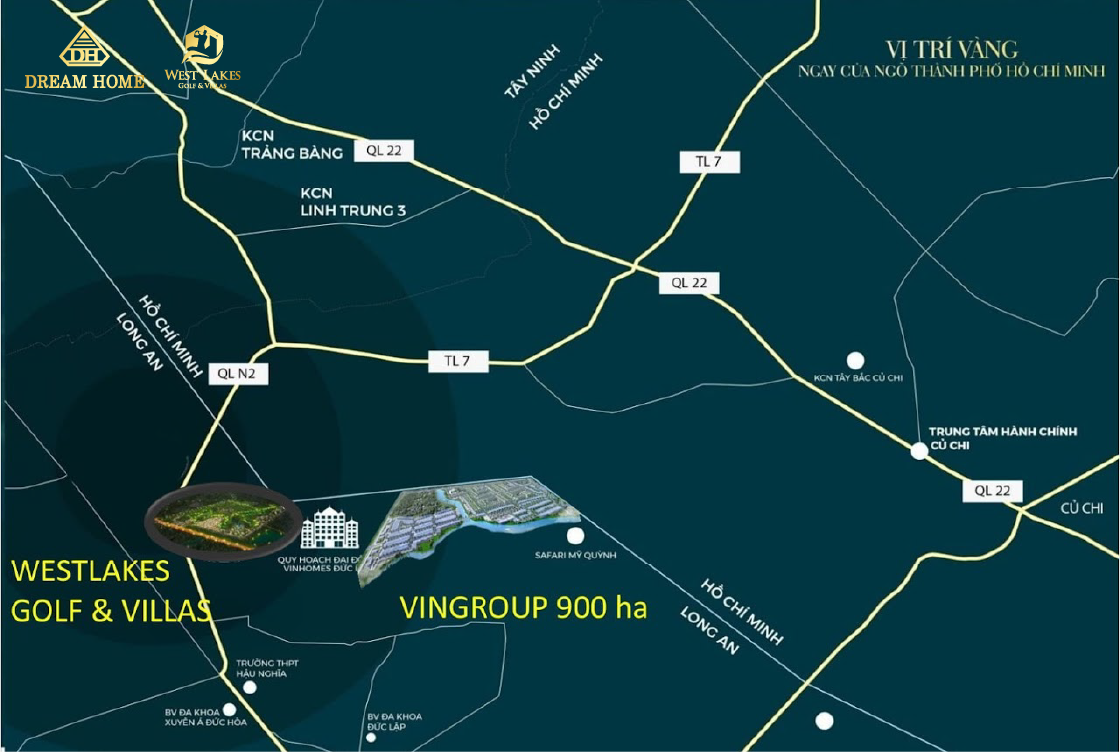 DH
DREAM HOME
WEST LAKES
GOLF & VILLAS
VỊ TRÍ VÀNG
NGAY CỬA NGÕ THÀNH PHỐ HỒ CHÍ MINH
TÂY NINH
HỒ CHÍ MINH
KCN
TRẢNG BÀNG
QL 22
TL 7
KCN
LINH TRUNG 3
QL 22
HỒ CHÍ MINH
LONG AN
QL N2
TL 7
KCN TÂY BẮC CỦ CHI
TRUNG TÂM HÀNH CHÍNH
CỦ CHI
QL 22
CỦ CHI
SAFARI MỸ QUỲNH
QUY HOẠCH ĐẠI
VINHOMES ĐỨC
WESTLAKES
GOLF & VILLAS
VINGROUP 900 ha
HỒ CHÍ MINH
LONG AN
TRƯỜNG THPT
HẬU NGHĨA
BV ĐA KHOA
XUYÊN Á ĐỨC HÒA
BV ĐA KHOA
ĐỨC LẬP